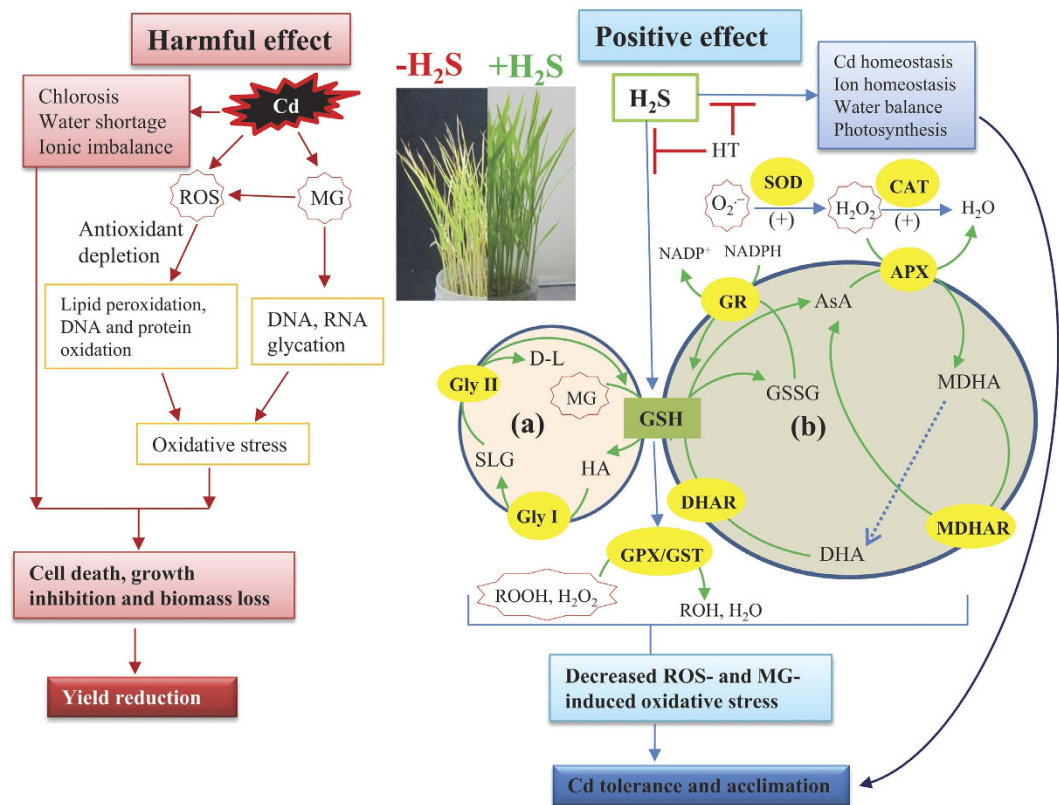 Harmful effect
Chlorosis
Water shortage
Ionic imbalance
Cd
ROS
MG
Antioxidant
depletion
Lipid peroxidation,
DNA and protein
oxidation
DNA, RNA
glycation
Oxidative stress
Cell death, growth
inhibition and biomass loss
Yield reduction
-H₂S
+H₂S
Positive effect
H₂S
Cd homeostasis
Ion homeostasis
Water balance
Photosynthesis
HT
O₂·⁻
SOD
(+)
H₂O₂
CAT
(+)
H₂O
NADP⁺
NADPH
GR
AsA
APX
D-L
Gly II
MG
(a)
GSH
GSSG
(b)
MDHA
SLG
HA
Gly I
DHAR
DHA
MDHAR
GPX/GST
ROOH, H₂O₂
ROH, H₂O
Decreased ROS- and MG-
induced oxidative stress
Cd tolerance and acclimation